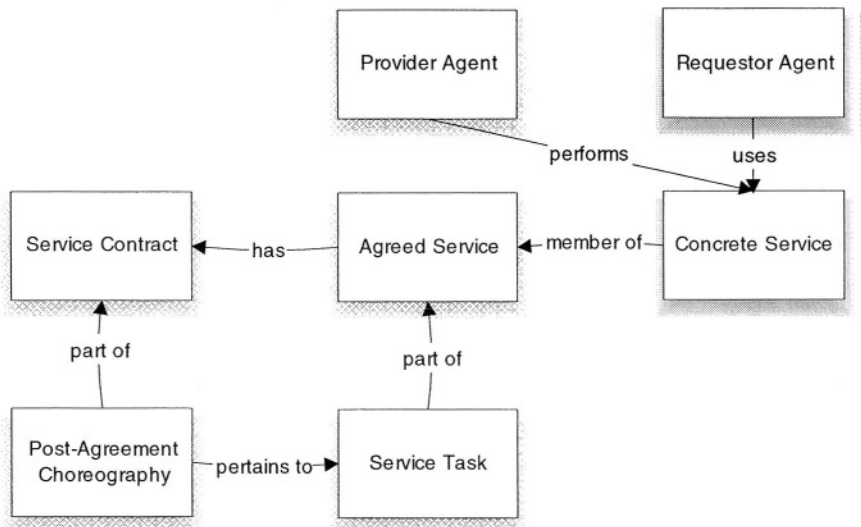 Provider Agent
Requestor Agent
performs
uses
Service Contract
has
Agreed Service
member of
Concrete Service
part of
part of
Post-Agreement
Choreography
pertains to
Service Task